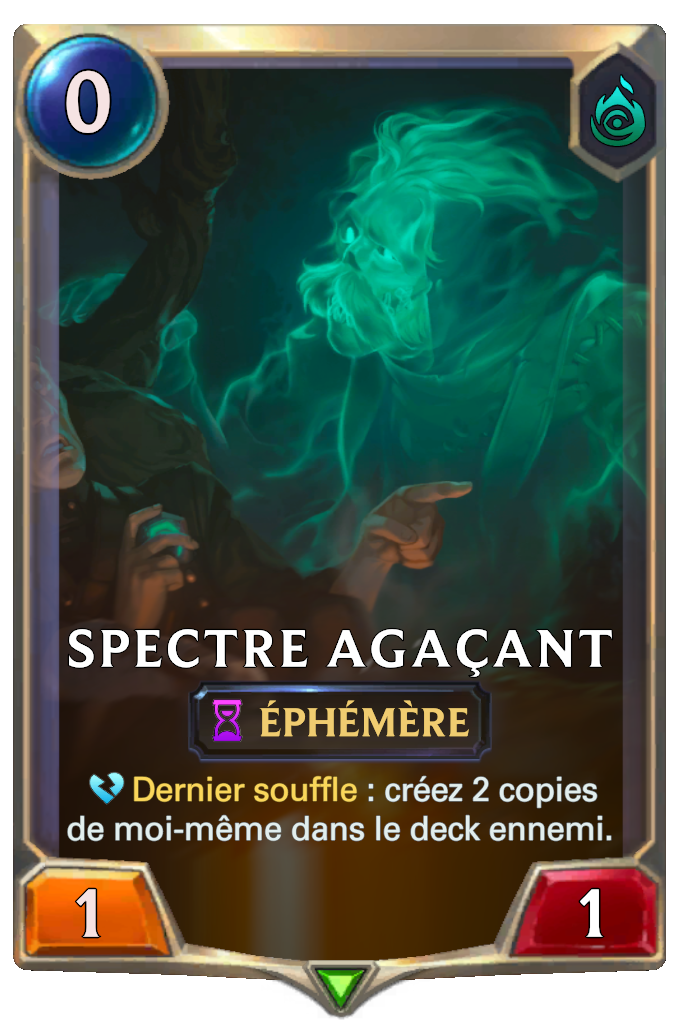 0
SPECTRE AGAÇANT
ÉPHÉMÈRE
Dernier souffle : créez 2 copies
de moi-même dans le deck ennemi.
1
1